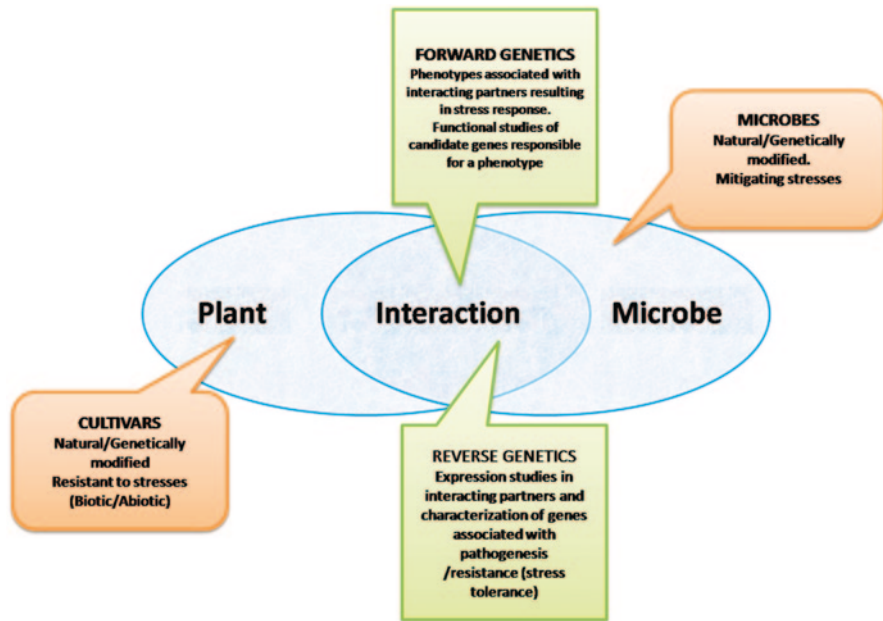 FORWARD GENETICS
Phenotypes associated with
interacting partners resulting
in stress response.
Functional studies of
candidate genes responsible
for a phenotype
MICROBES
Natural/Genetically
modified.
Mitigating stresses
Plant
Interaction
Microbe
CULTIVARS
Natural/Genetically
modified
Resistant to stresses
(Biotic/Abiotic)
REVERSE GENETICS
Expression studies in
interacting partners and
characterization of genes
associated with
pathogenesis
/resistance (stress
tolerance)